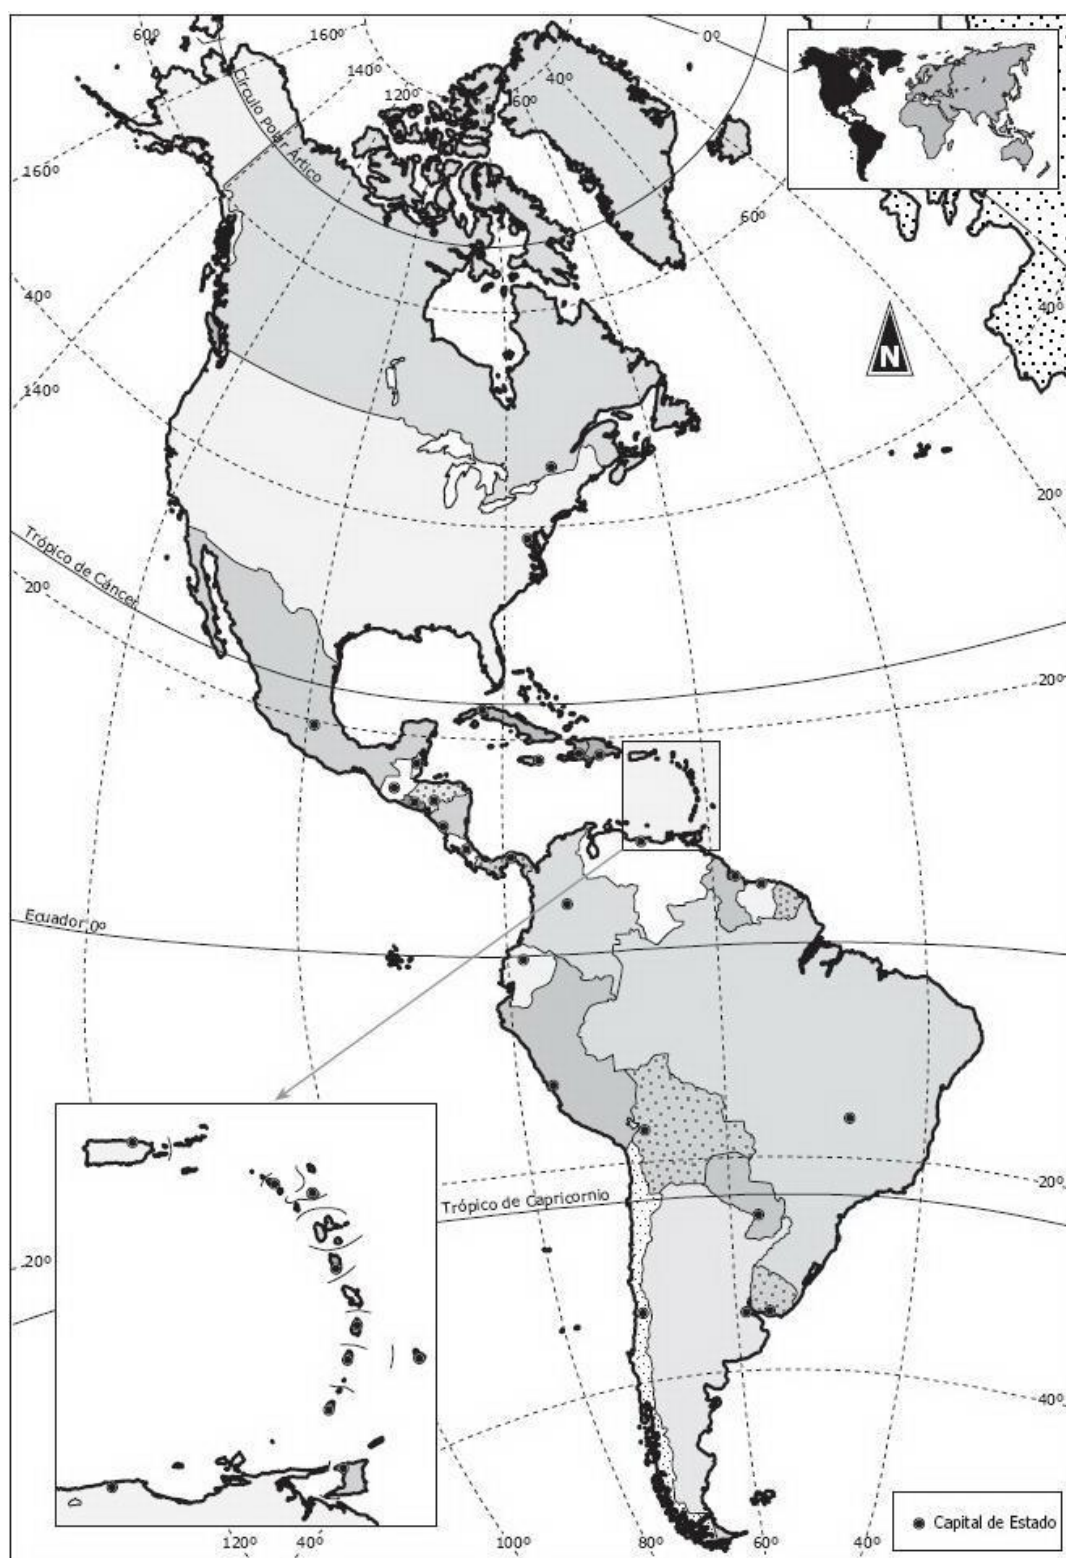 60º
160º
0º
140º
40º
Círculo Polar Ártico
120º
60º
160º
60º
40º
40º
N
140º
20º
Trópico de Cáncer
20º
20º
Ecuador 0º
20º
Trópico de Capricornio
20º
40º
Capital de Estado
120º
40º
100º
80º
60º
40º